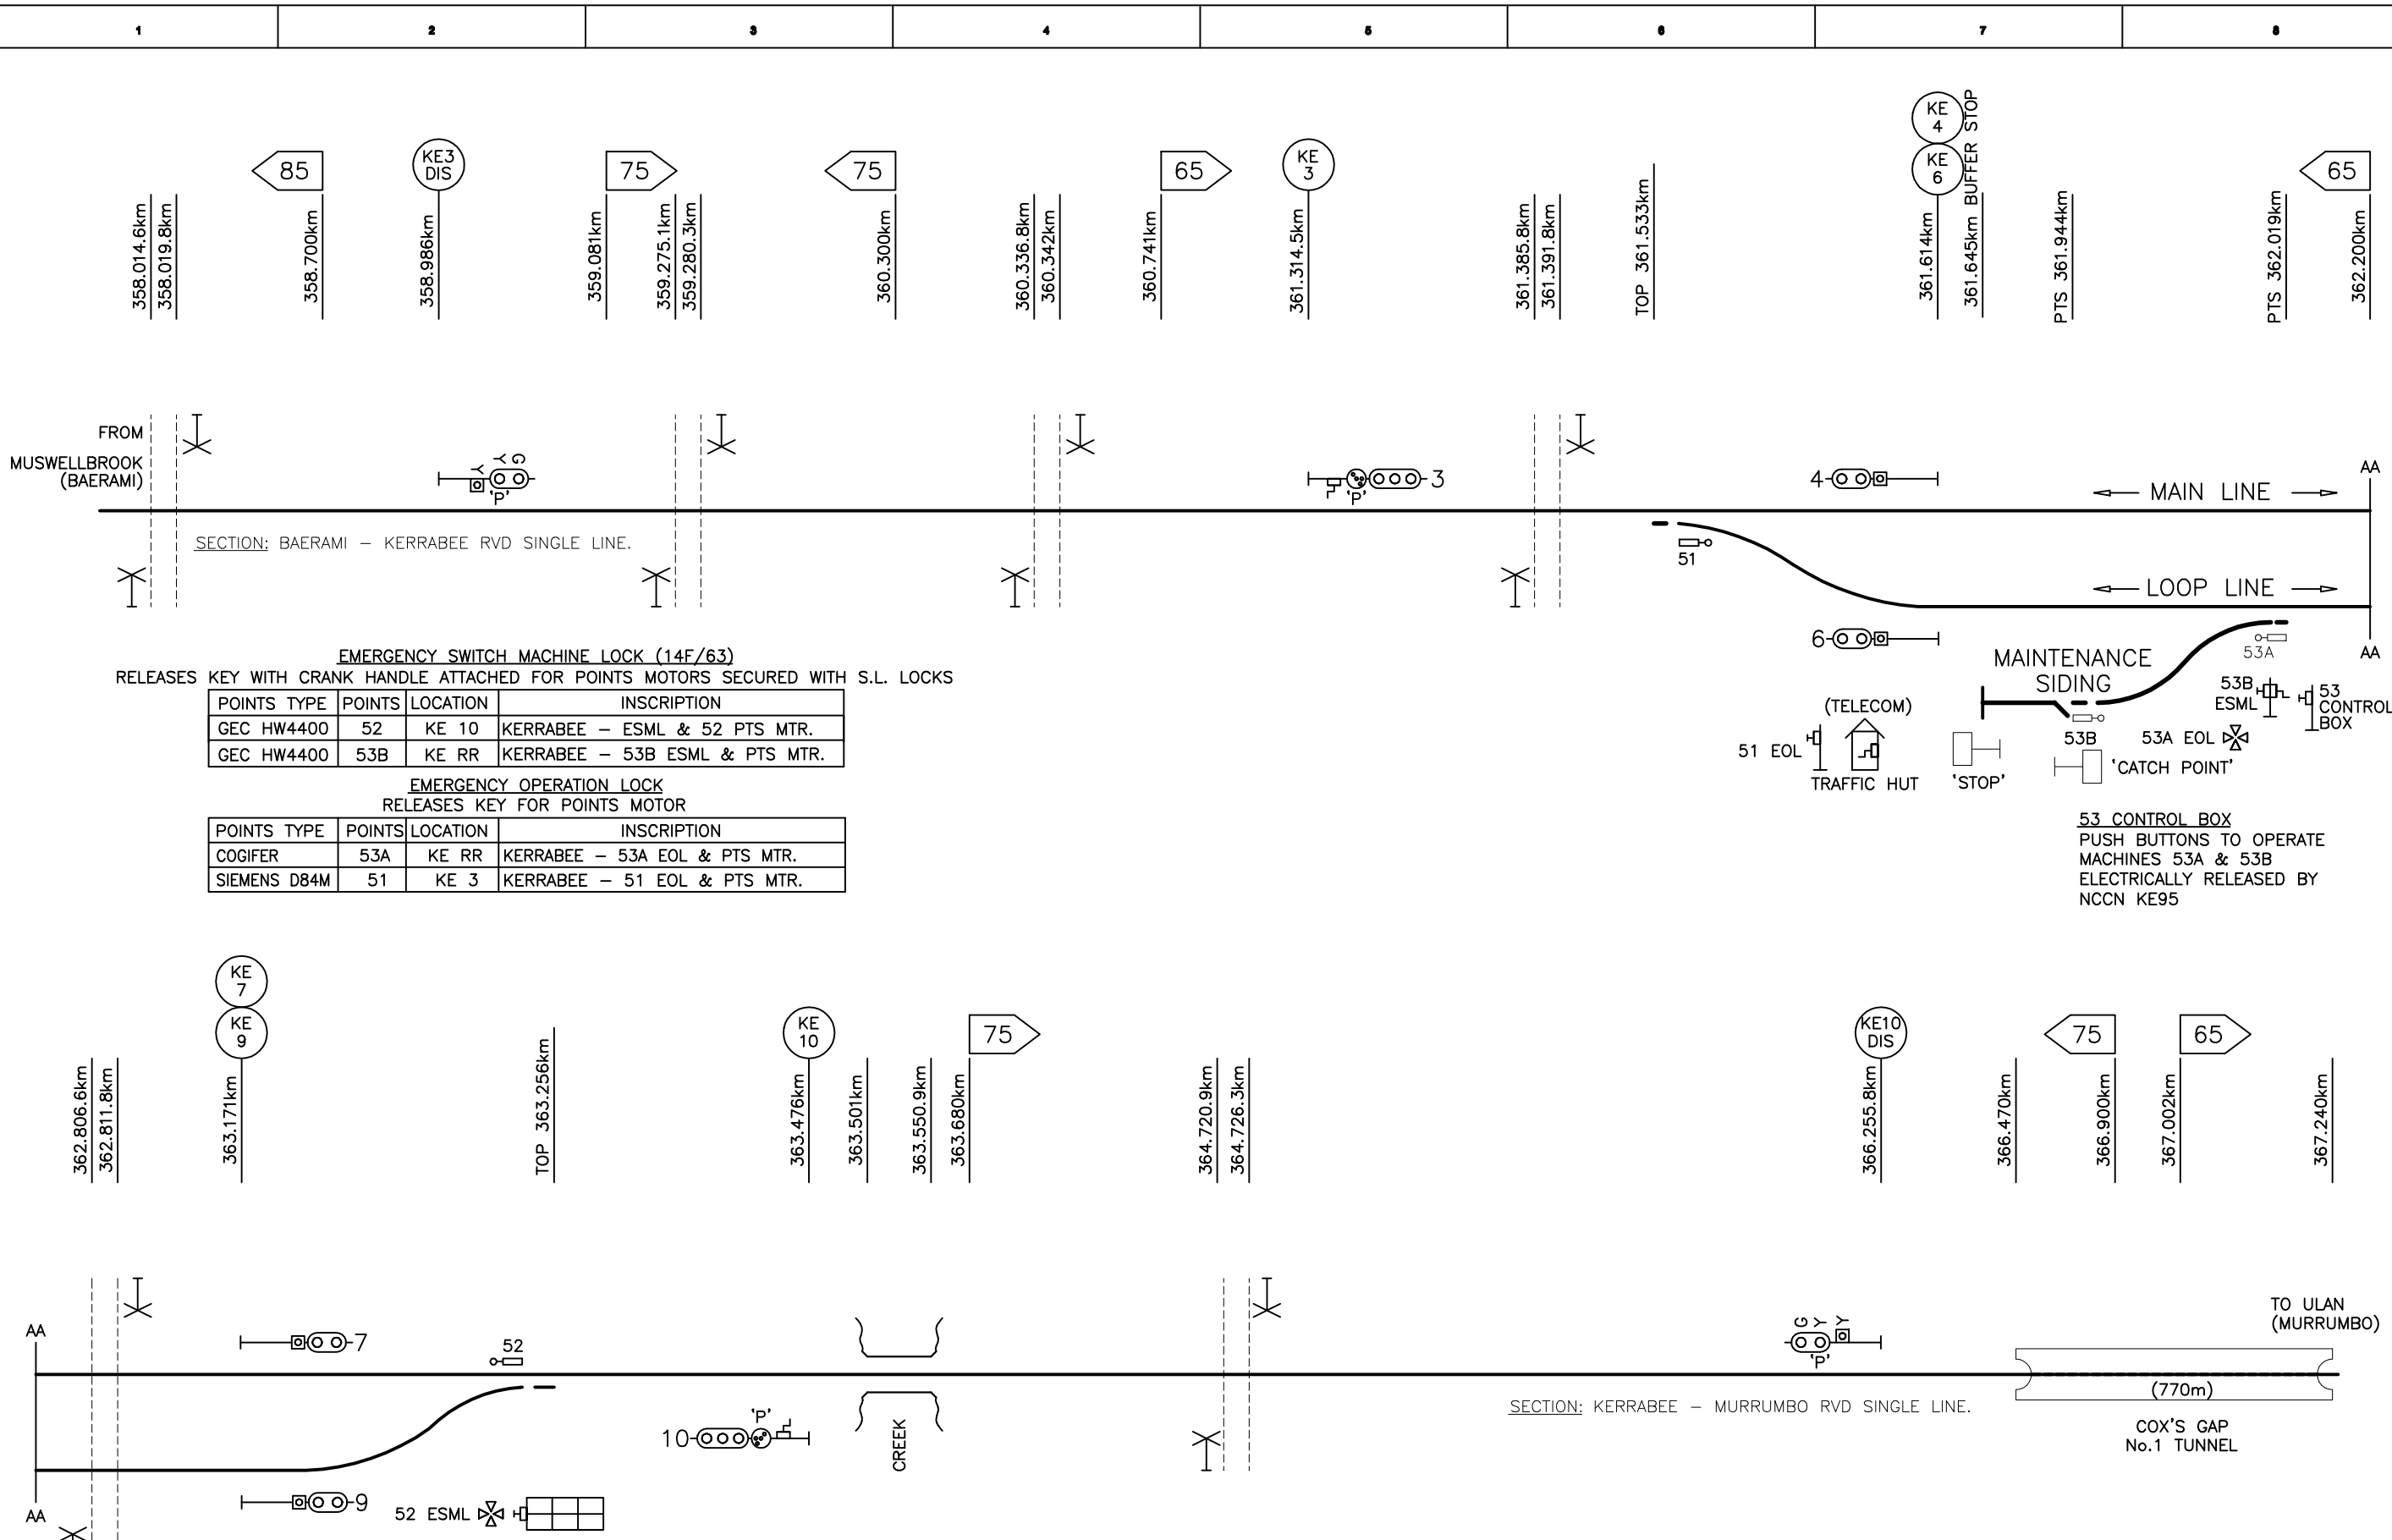 1 2 3 4 5 6 7 8
KE
4
KE
6
KE3
DIS
KE
3
85
75
75
65
65
358.014.6km
358.019.8km
358.700km
358.986km
359.081km
359.275.1km
359.280.3km
360.300km
360.336.8km
360.342km
360.741km
361.314.5km
361.385.8km
361.391.8km
TOP 361.533km
361.614km
361.645km BUFFER STOP
PTS 361.944km
PTS 362.019km
362.200km
FROM
MUSWELLBROOK
(BAERAMI)
Y Y G
'P'
'P'
3
4
AA
MAIN LINE
SECTION: BAERAMI – KERRABEE RVD SINGLE LINE.
51
LOOP LINE
6
53A
AA
MAINTENANCE
SIDING
53B
ESML
53
CONTROL
BOX
(TELECOM)
51 EOL
TRAFFIC HUT
'STOP'
53B
'CATCH POINT'
53A EOL
EMERGENCY SWITCH MACHINE LOCK (14F/63)
RELEASES KEY WITH CRANK HANDLE ATTACHED FOR POINTS MOTORS SECURED WITH S.L. LOCKS
POINTS TYPE POINTS LOCATION INSCRIPTION
GEC HW4400 52 KE 10 KERRABEE – ESML & 52 PTS MTR.
GEC HW4400 53B KE RR KERRABEE – 53B ESML & PTS MTR.
EMERGENCY OPERATION LOCK
RELEASES KEY FOR POINTS MOTOR
POINTS TYPE POINTS LOCATION INSCRIPTION
COGIFER 53A KE RR KERRABEE – 53A EOL & PTS MTR.
SIEMENS D84M 51 KE 3 KERRABEE – 51 EOL & PTS MTR.
53 CONTROL BOX
PUSH BUTTONS TO OPERATE
MACHINES 53A & 53B
ELECTRICALLY RELEASED BY
NCCN KE95
KE
7
KE
9
KE
10
75
KE10
DIS
75
65
362.806.6km
362.811.8km
363.171km
TOP 363.256km
363.476km
363.501km
363.550.9km
363.680km
364.720.9km
364.726.3km
366.255.8km
366.470km
366.900km
367.002km
367.240km
AA
7
52
G Y Y
'P'
TO ULAN
(MURRUMBO)
(770m)
SECTION: KERRABEE – MURRUMBO RVD SINGLE LINE.
COX'S GAP
No.1 TUNNEL
'P'
10
CREEK
AA
9
52 ESML